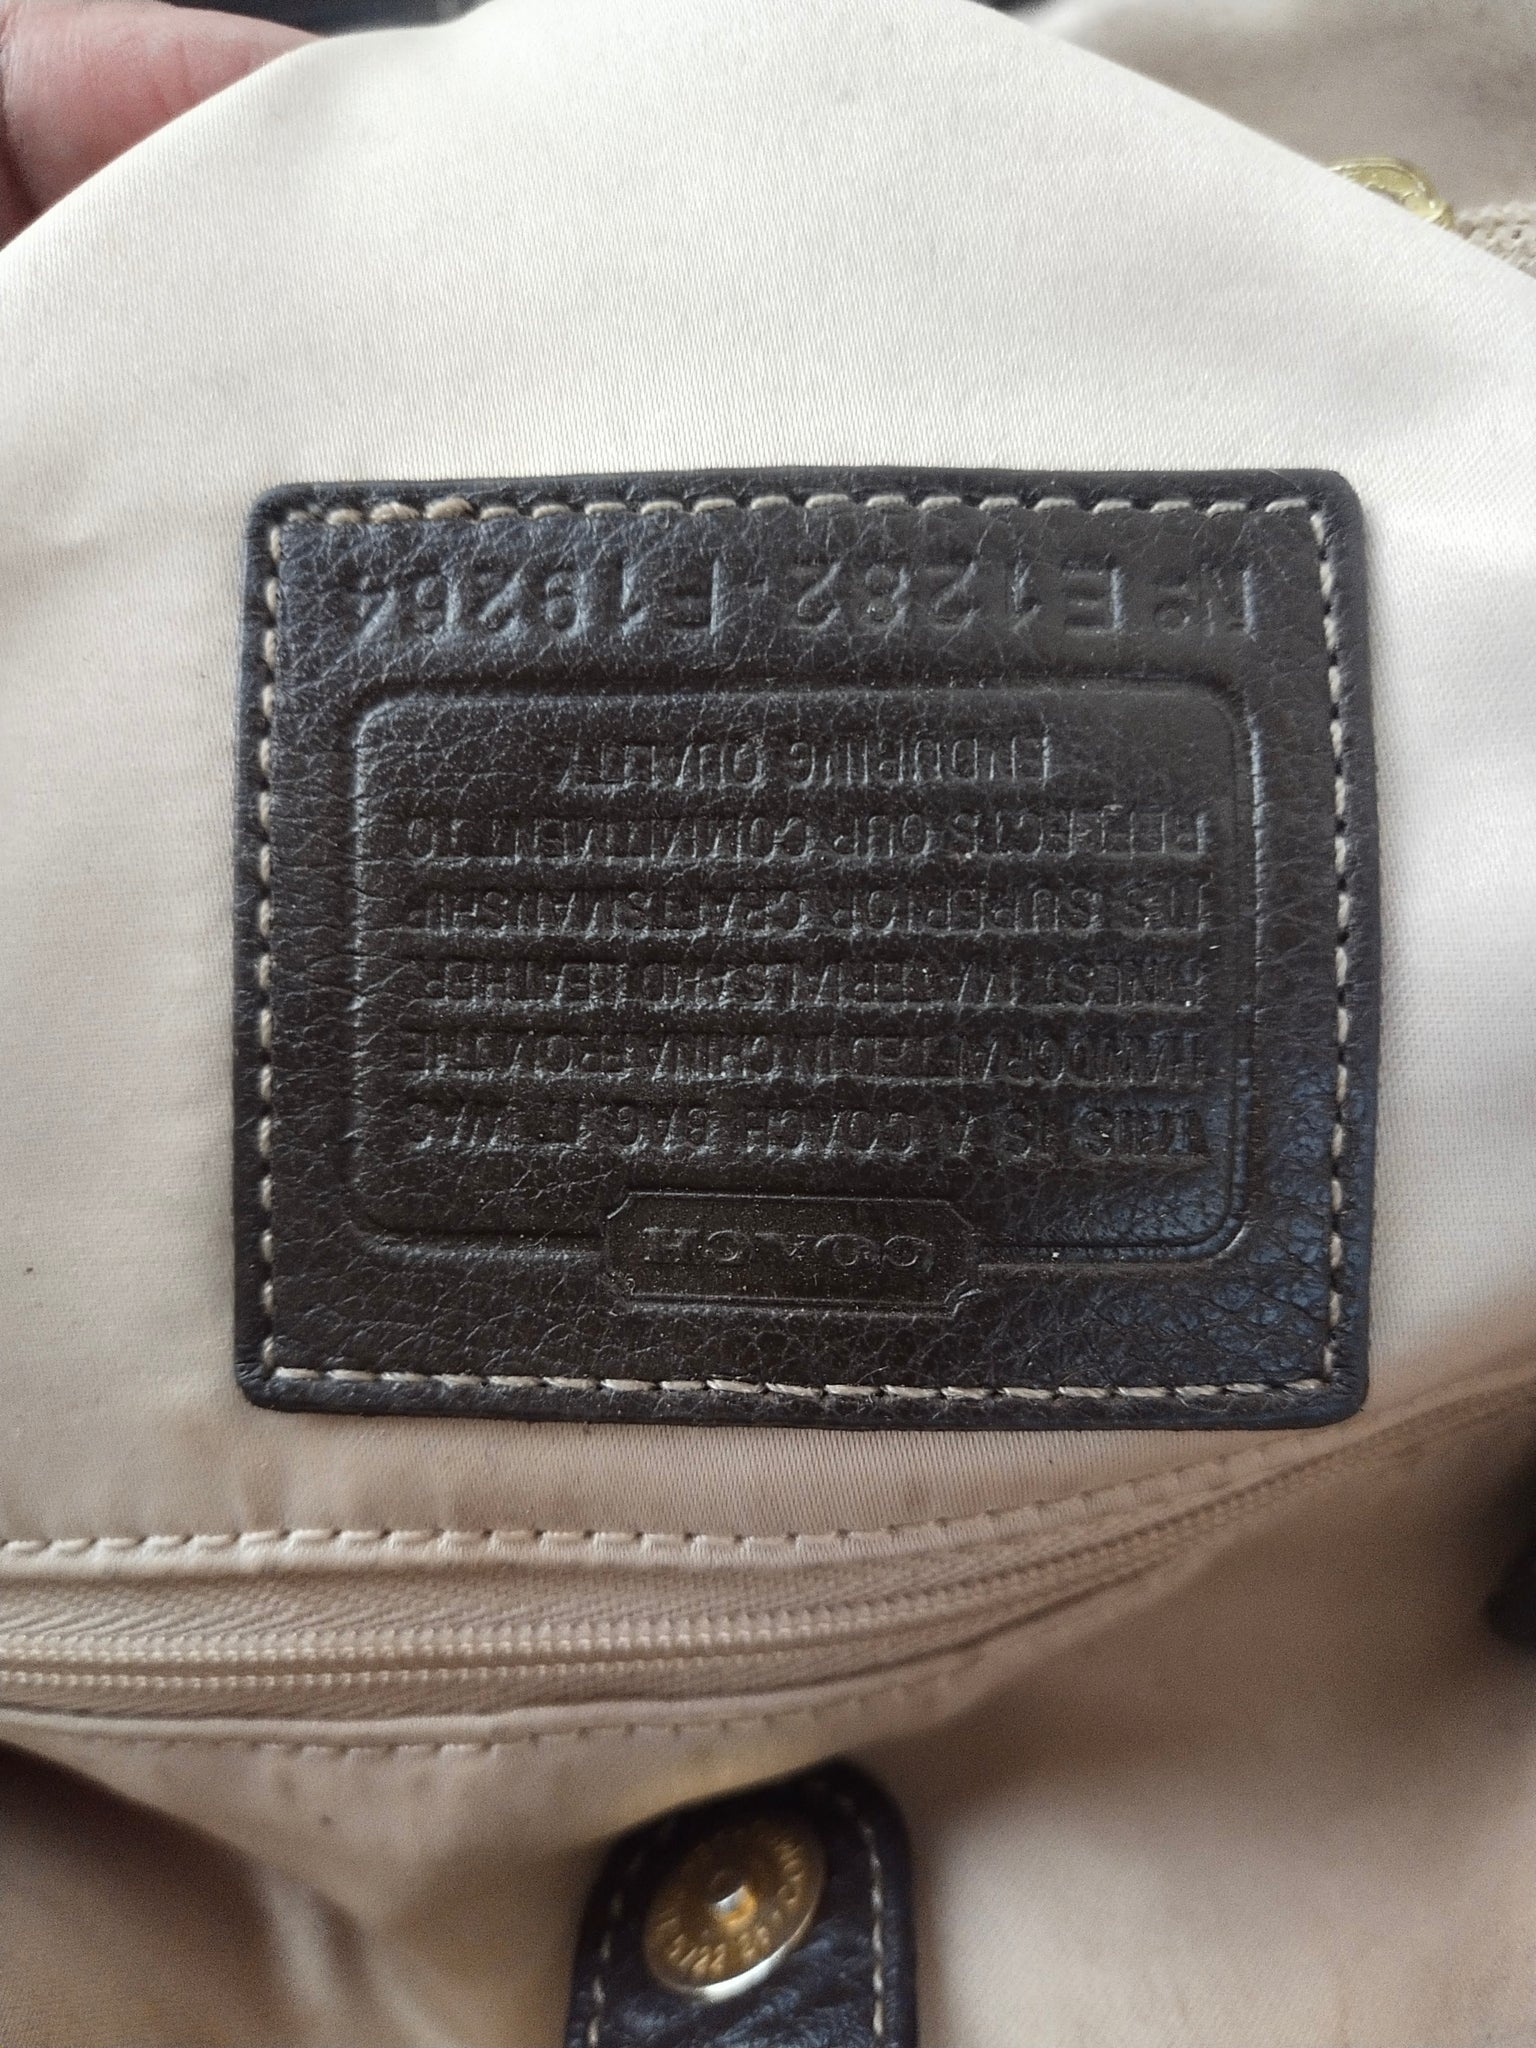 COACH
THIS IS A COACH BAG. IT WAS
HANDCRAFTED IN CHINA FROM THE
FINEST MATERIALS AND LEATHER.
ITS SUPERIOR CRAFTSMANSHIP
REFLECTS OUR COMMITMENT TO
ENDURING QUALITY.
Nº E1282-F19264